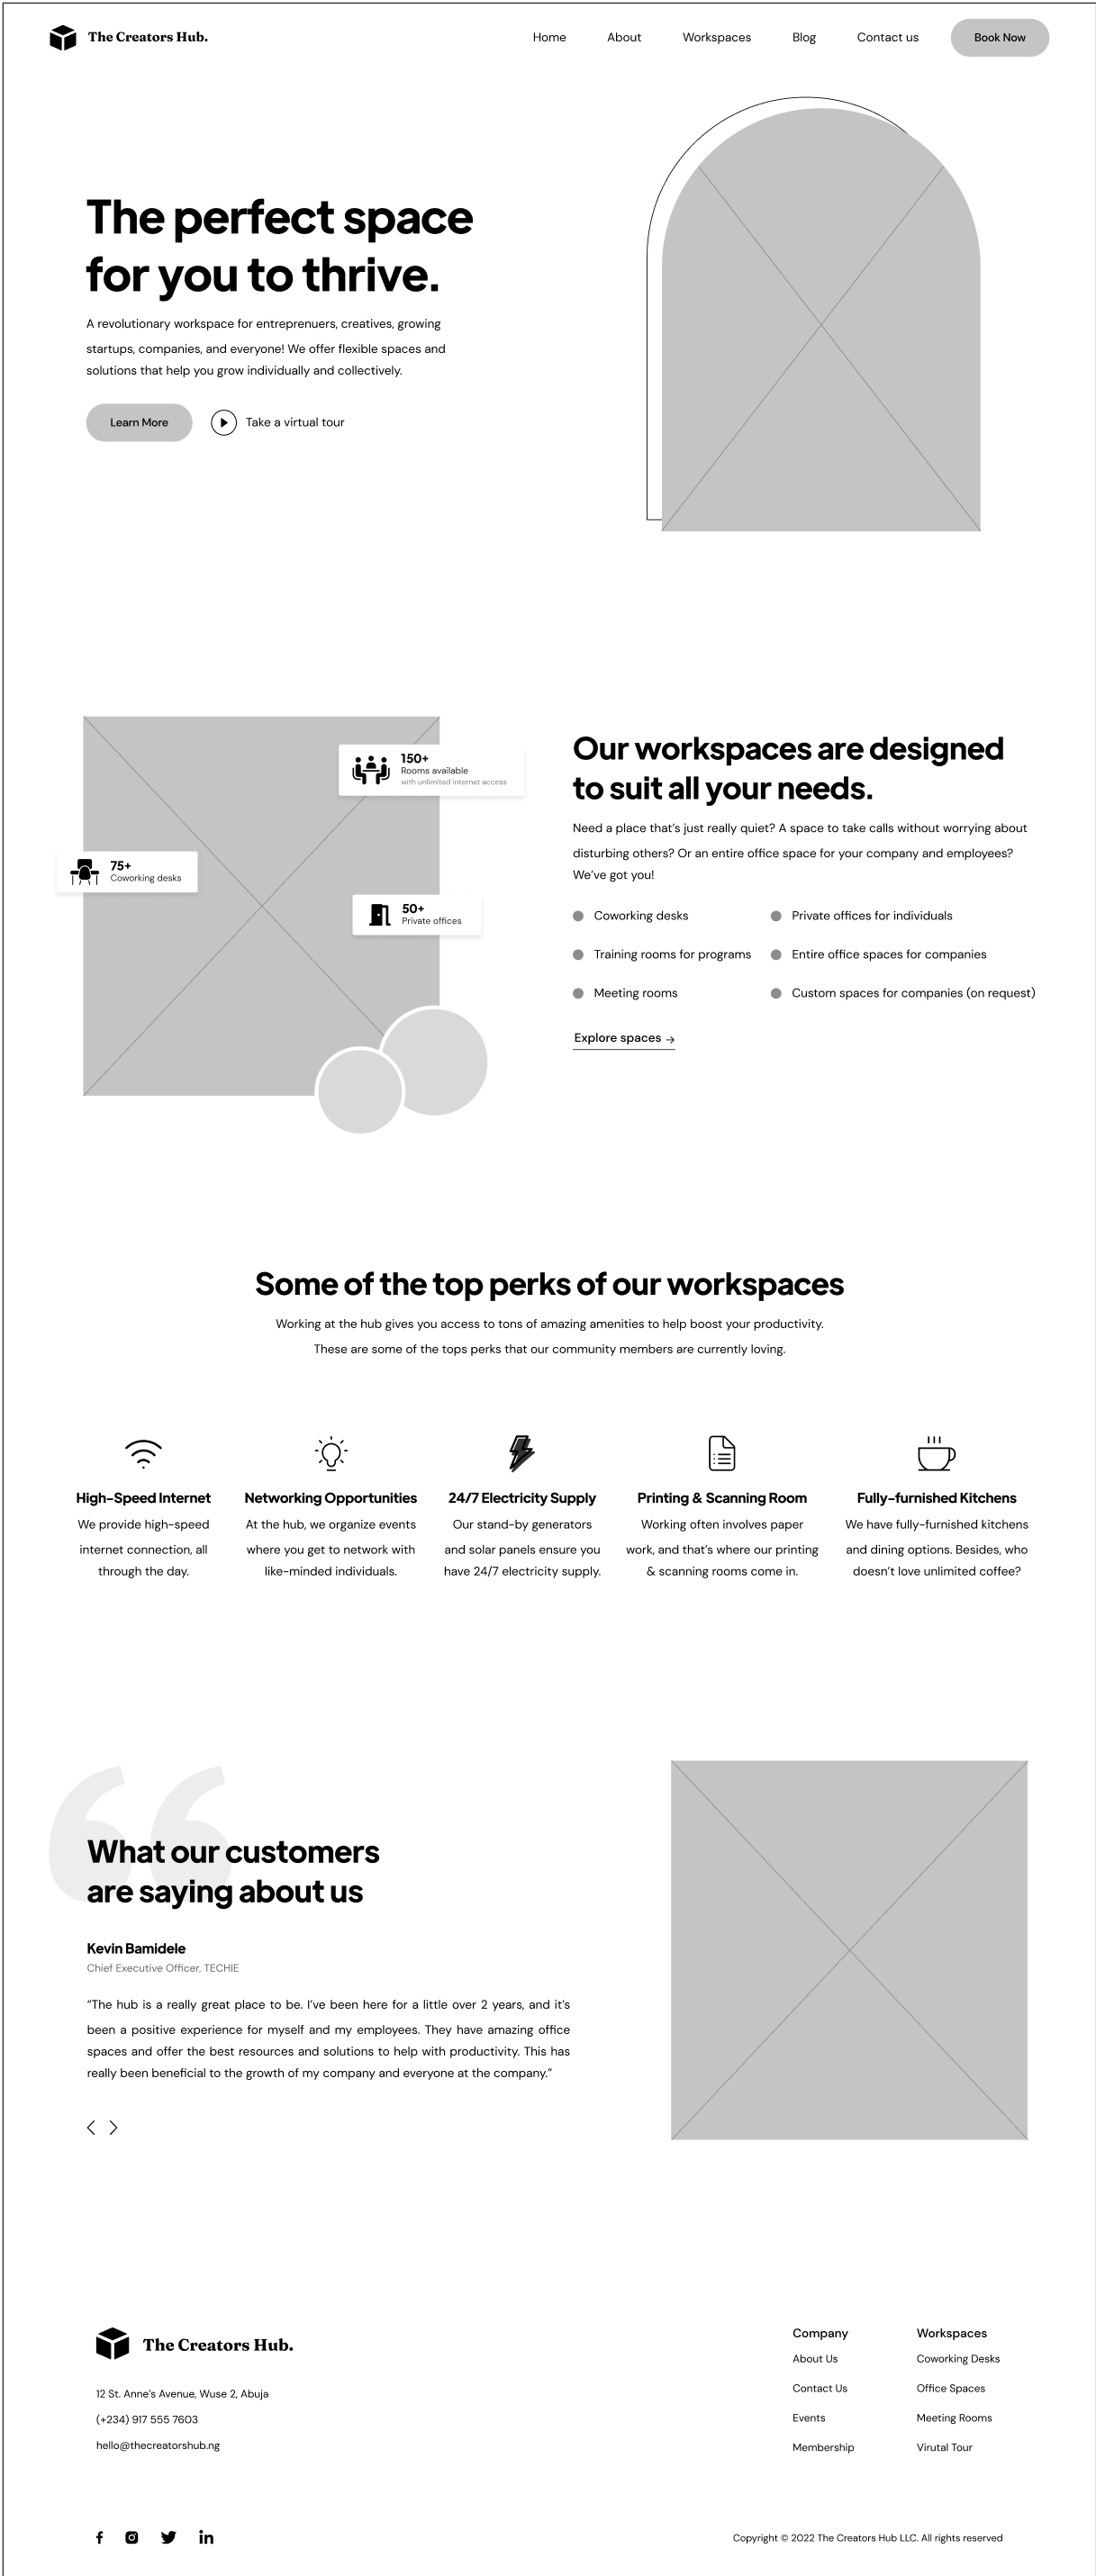 The Creators Hub.
Home
About
Workspaces
Blog
Contact us
Book Now
The perfect space
for you to thrive.
A revolutionary workspace for entreprenuers, creatives, growing
startups, companies, and everyone! We offer flexible spaces and
solutions that help you grow individually and collectively.
Learn More
Take a virtual tour
150+
Rooms available
with unlimited internet access
75+
Coworking desks
50+
Private offices
Our workspaces are designed
to suit all your needs.
Need a place that’s just really quiet? A space to take calls without worrying about
disturbing others? Or an entire office space for your company and employees?
We’ve got you!
Coworking desks
Private offices for individuals
Training rooms for programs
Entire office spaces for companies
Meeting rooms
Custom spaces for companies (on request)
Explore spaces →
Some of the top perks of our workspaces
Working at the hub gives you access to tons of amazing amenities to help boost your productivity.
These are some of the tops perks that our community members are currently loving.
High-Speed Internet
We provide high-speed
internet connection, all
through the day.
Networking Opportunities
At the hub, we organize events
where you get to network with
like-minded individuals.
24/7 Electricity Supply
Our stand-by generators
and solar panels ensure you
have 24/7 electricity supply.
Printing & Scanning Room
Working often involves paper
work, and that’s where our printing
& scanning rooms come in.
Fully-furnished Kitchens
We have fully-furnished kitchens
and dining options. Besides, who
doesn’t love unlimited coffee?
“
What our customers
are saying about us
Kevin Bamidele
Chief Executive Officer, TECHIE
“The hub is a really great place to be. I’ve been here for a little over 2 years, and it’s
been a positive experience for myself and my employees. They have amazing office
spaces and offer the best resources and solutions to help with productivity. This has
really been beneficial to the growth of my company and everyone at the company.”
The Creators Hub.
12 St. Anne’s Avenue, Wuse 2, Abuja
(+234) 917 555 7603
hello@thecreatorshub.ng
Company
About Us
Contact Us
Events
Membership
Workspaces
Coworking Desks
Office Spaces
Meeting Rooms
Virutal Tour
Copyright © 2022 The Creators Hub LLC. All rights reserved